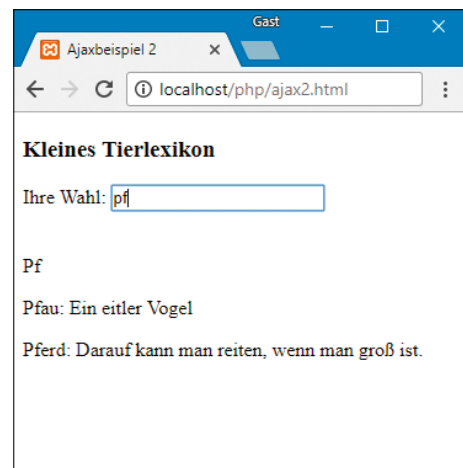 Gast
Ajaxbeispiel 2
localhost/php/ajax2.html
Kleines Tierlexikon
Ihre Wahl: pf
Pf
Pfau: Ein eitler Vogel
Pferd: Darauf kann man reiten, wenn man groß ist.